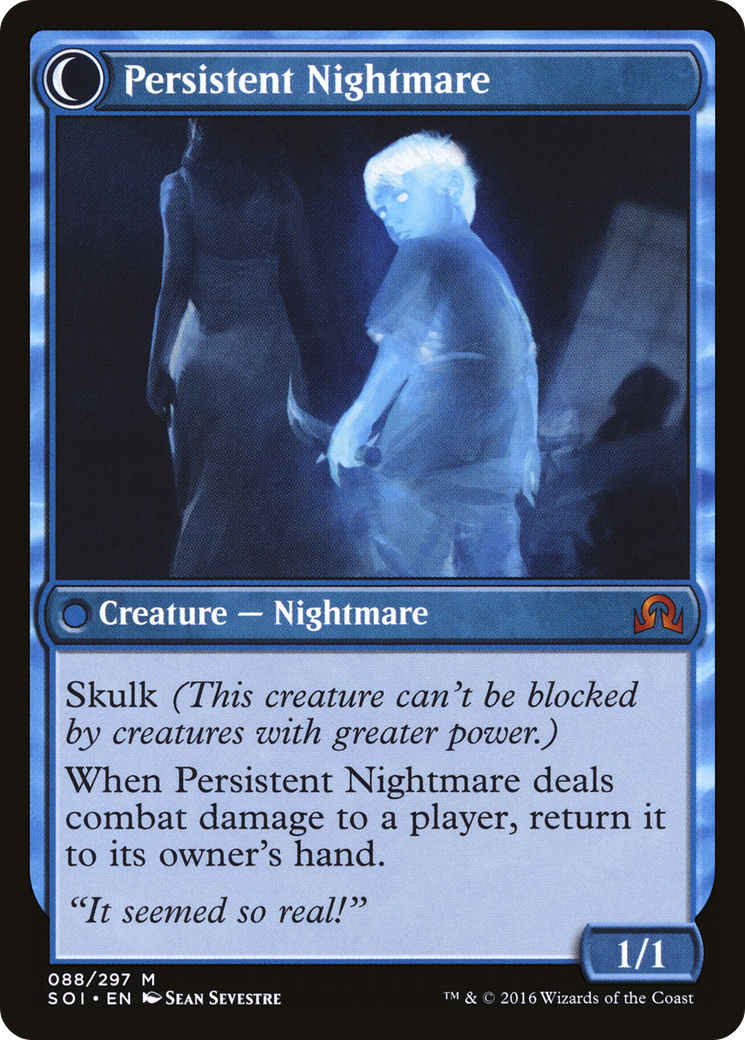 Persistent Nightmare
Creature — Nightmare
Skulk (This creature can't be blocked
by creatures with greater power.)
When Persistent Nightmare deals
combat damage to a player, return it
to its owner's hand.
“It seemed so real!”
1/1
088/297 M
SOI • EN Sean Sevestre
™ & © 2016 Wizards of the Coast